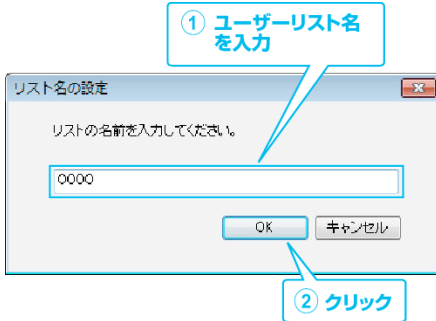 ① ユーザーリスト名
を入力
リスト名の設定
リストの名前を入力してください。
○○○○
OK
キャンセル
② クリック